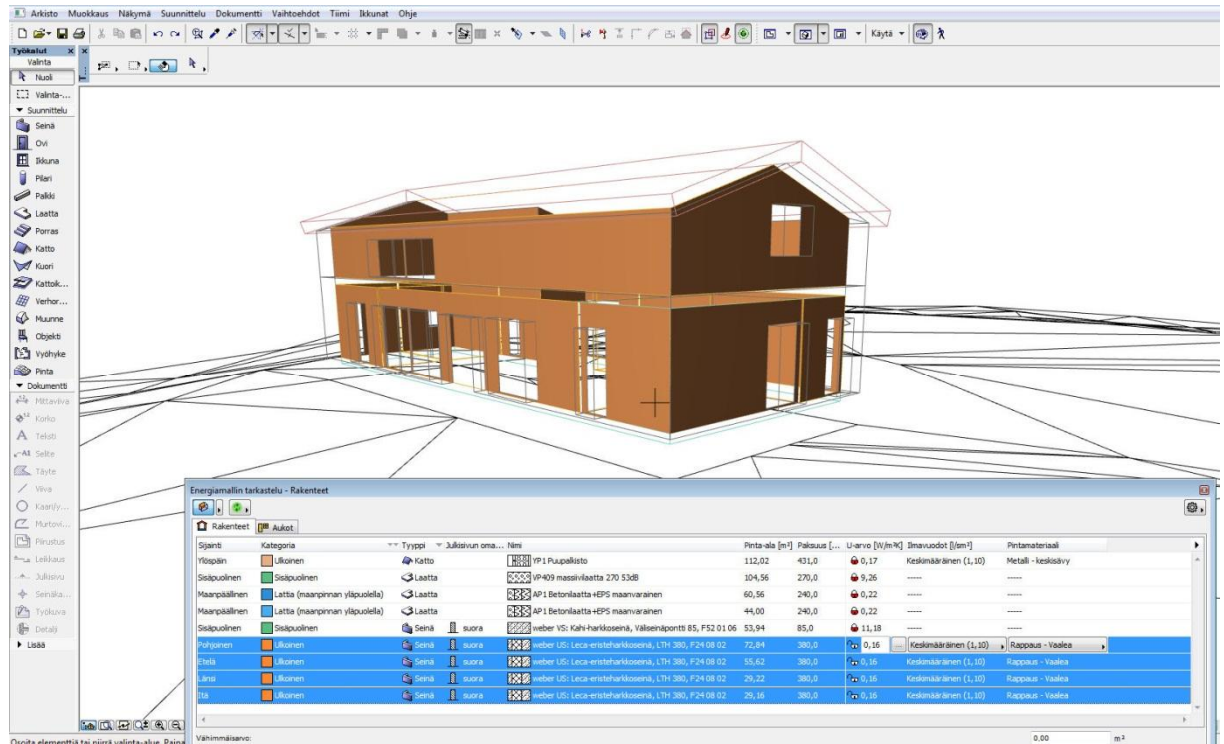 Arkisto Muokkaus Näkymä Suunnittelu Dokumentti Vaihtoehdot Tiimi Ikkunat Ohje
Käytä
Työkalut
Valinta
Nuoli
Valinta-...
Suunnittelu
Seinä
Ovi
Ikkuna
Pilari
Palkki
Laatta
Porras
Katto
Kuori
Kattoik...
Verhor...
Muunne
Objekti
Vyöhyke
Pinta
Dokumentti
Mittaviiva
Korko
A Teksti
A1 Selite
Täyte
Viiva
Kaari/y...
Murtovi...
Piirustus
Leikkaus
Julkisivu
Seinäka...
Työkuva
Detalji
Lisää
Energiamallin tarkastelu - Rakenteet
Rakenteet Aukot
Sijainti Kategoria Tyyppi Julkisivun oma... Nimi Pinta-ala [m²] Paksuus [... U-arvo [W/m²K] Ilmavuodot [l/sm²] Pintamateriaali
Yläspäin Ulkoinen Katto YP1 Puupalkisto 112,02 431,0 0,17 Keskimääräinen (1,10) Metalli - keskisävy
Sisäpuolinen Sisäpuolinen Laatta VP409 massiivilaatta 270 53dB 104,56 270,0 9,26 -----  -----
Maanpäällinen Lattia (maanpinnan yläpuolella) Laatta AP1 Betonilaatta+EPS maanvarainen 60,56 240,0 0,22 ----- -----
Maanpäällinen Lattia (maanpinnan yläpuolella) Laatta AP1 Betonilaatta+EPS maanvarainen 44,00 240,0 0,22 ----- -----
Sisäpuolinen Sisäpuolinen Seinä suora weber VS: Kahi-harkkoseinä, Väliseinäpontti 85, F52 01 06 53,94 85,0 11,18 ----- -----
Pohjoinen Ulkoinen Seinä suora weber US: Leca-eristeharkkoseinä, LTH 380, F24 08 02 72,84 380,0 0,16 ... Keskimääräinen (1,10) Rappaus - Vaalea
Etelä Ulkoinen Seinä suora weber US: Leca-eristeharkkoseinä, LTH 380, F24 08 02 55,62 380,0 0,16 Keskimääräinen (1,10) Rappaus - Vaalea
Länsi Ulkoinen Seinä suora weber US: Leca-eristeharkkoseinä, LTH 380, F24 08 02 29,22 380,0 0,16 Keskimääräinen (1,10) Rappaus - Vaalea
Itä Ulkoinen Seinä suora weber US: Leca-eristeharkkoseinä, LTH 380, F24 08 02 29,16 380,0 0,16 Keskimääräinen (1,10) Rappaus - Vaalea
Vähimmäisarvo: 0,00 m²
Osoita elementtiä tai piirrä valinta-alue.